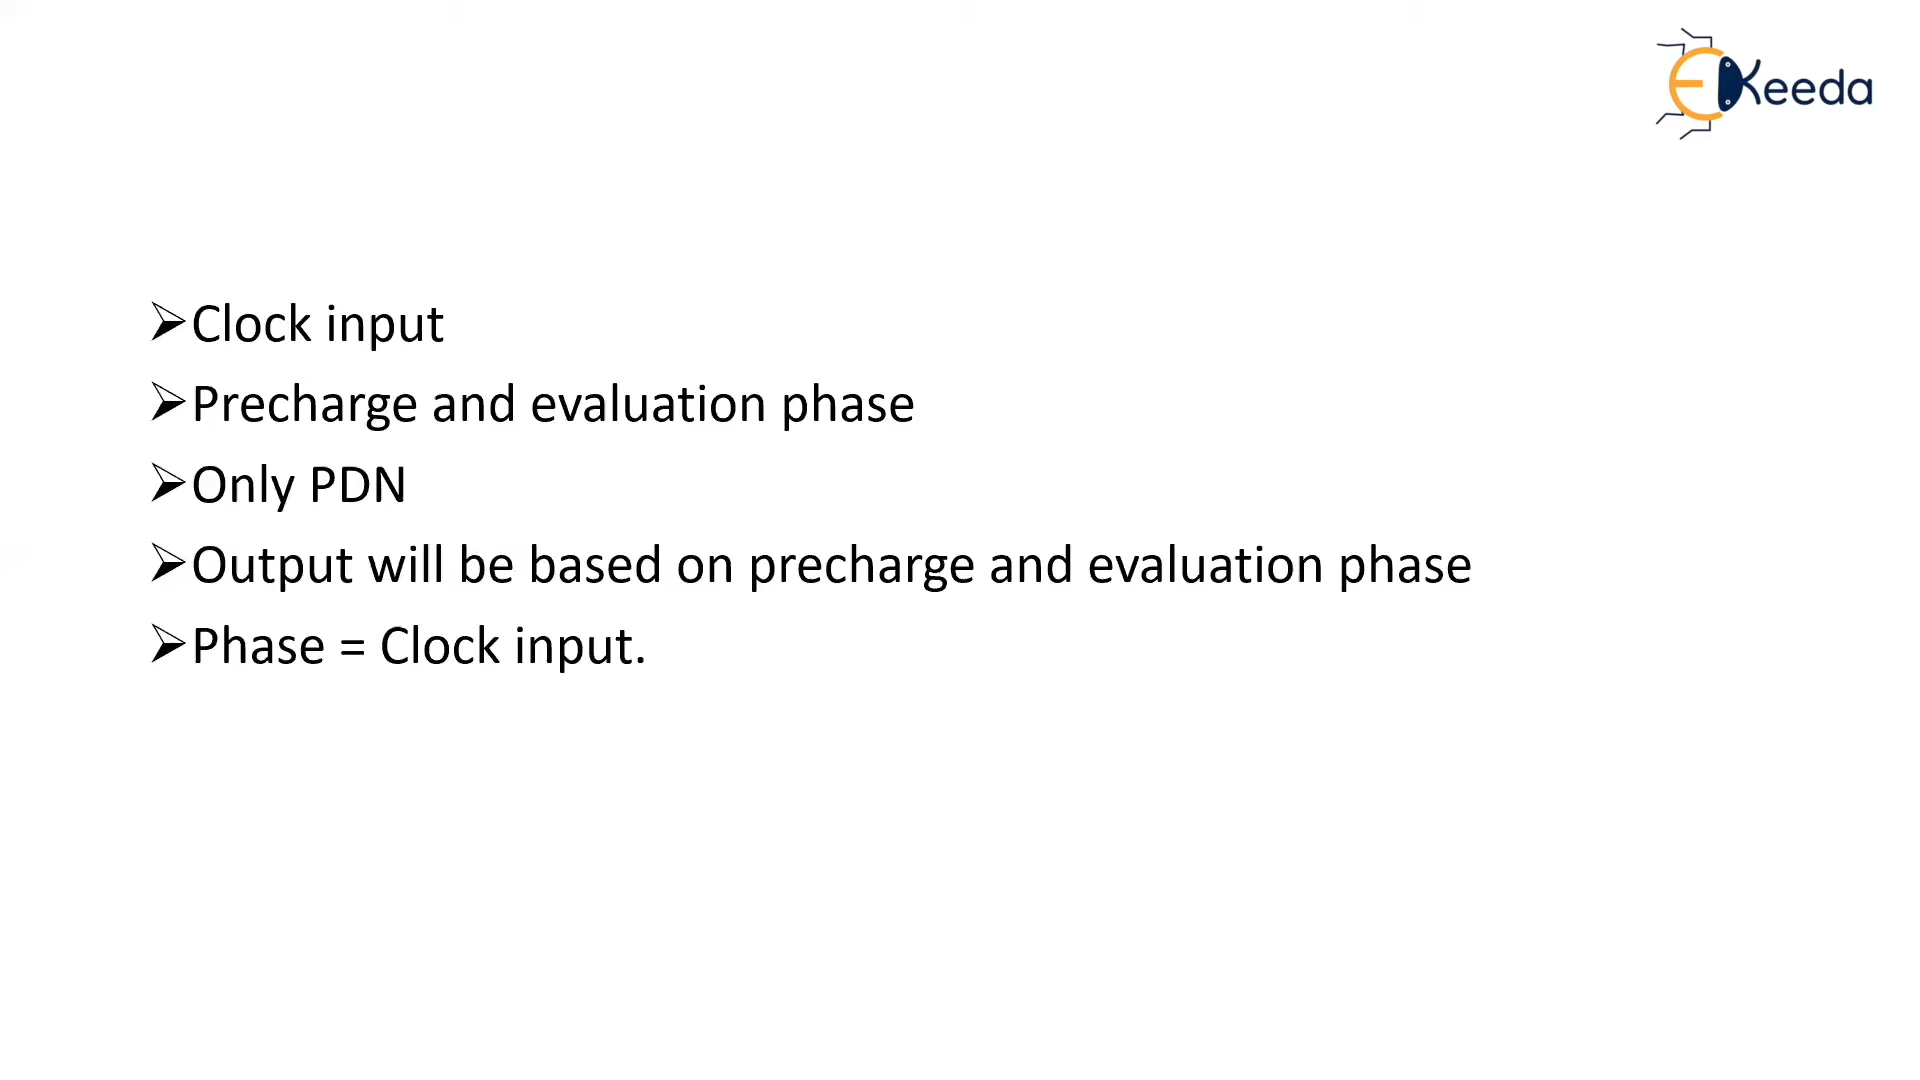 EKeeda
➢Clock input
➢Precharge and evaluation phase
➢Only PDN
➢Output will be based on precharge and evaluation phase
➢Phase = Clock input.